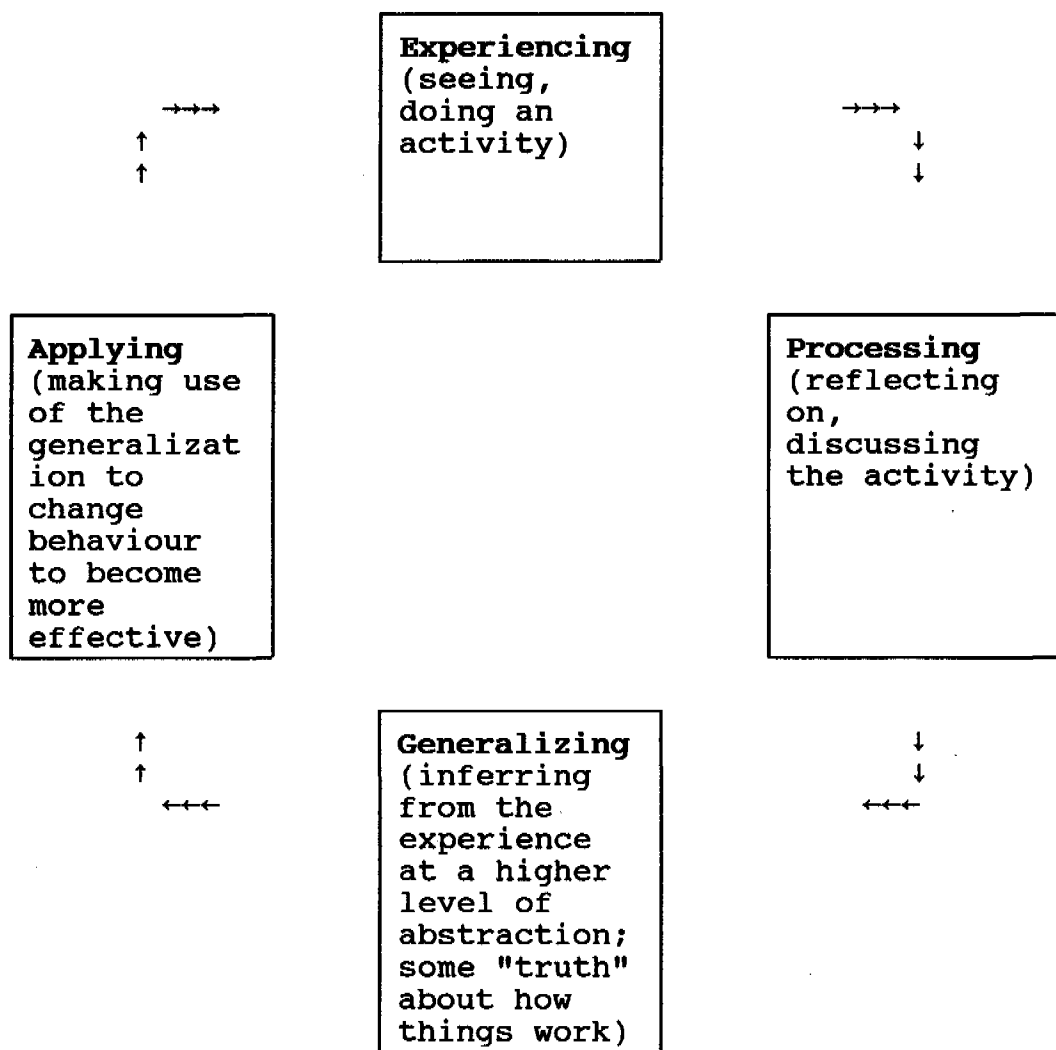 Experiencing
(seeing,
doing an
activity)
→→→
↑
↑
→→→
↓
↓
Applying
(making use
of the
generalizat
ion to
change
behaviour
to become
more
effective)
Processing
(reflecting
on,
discussing
the activity)
↑
↑
←←←
Generalizing
(inferring
from the
experience
at a higher
level of
abstraction;
some "truth"
about how
things work)
↓
↓
←←←